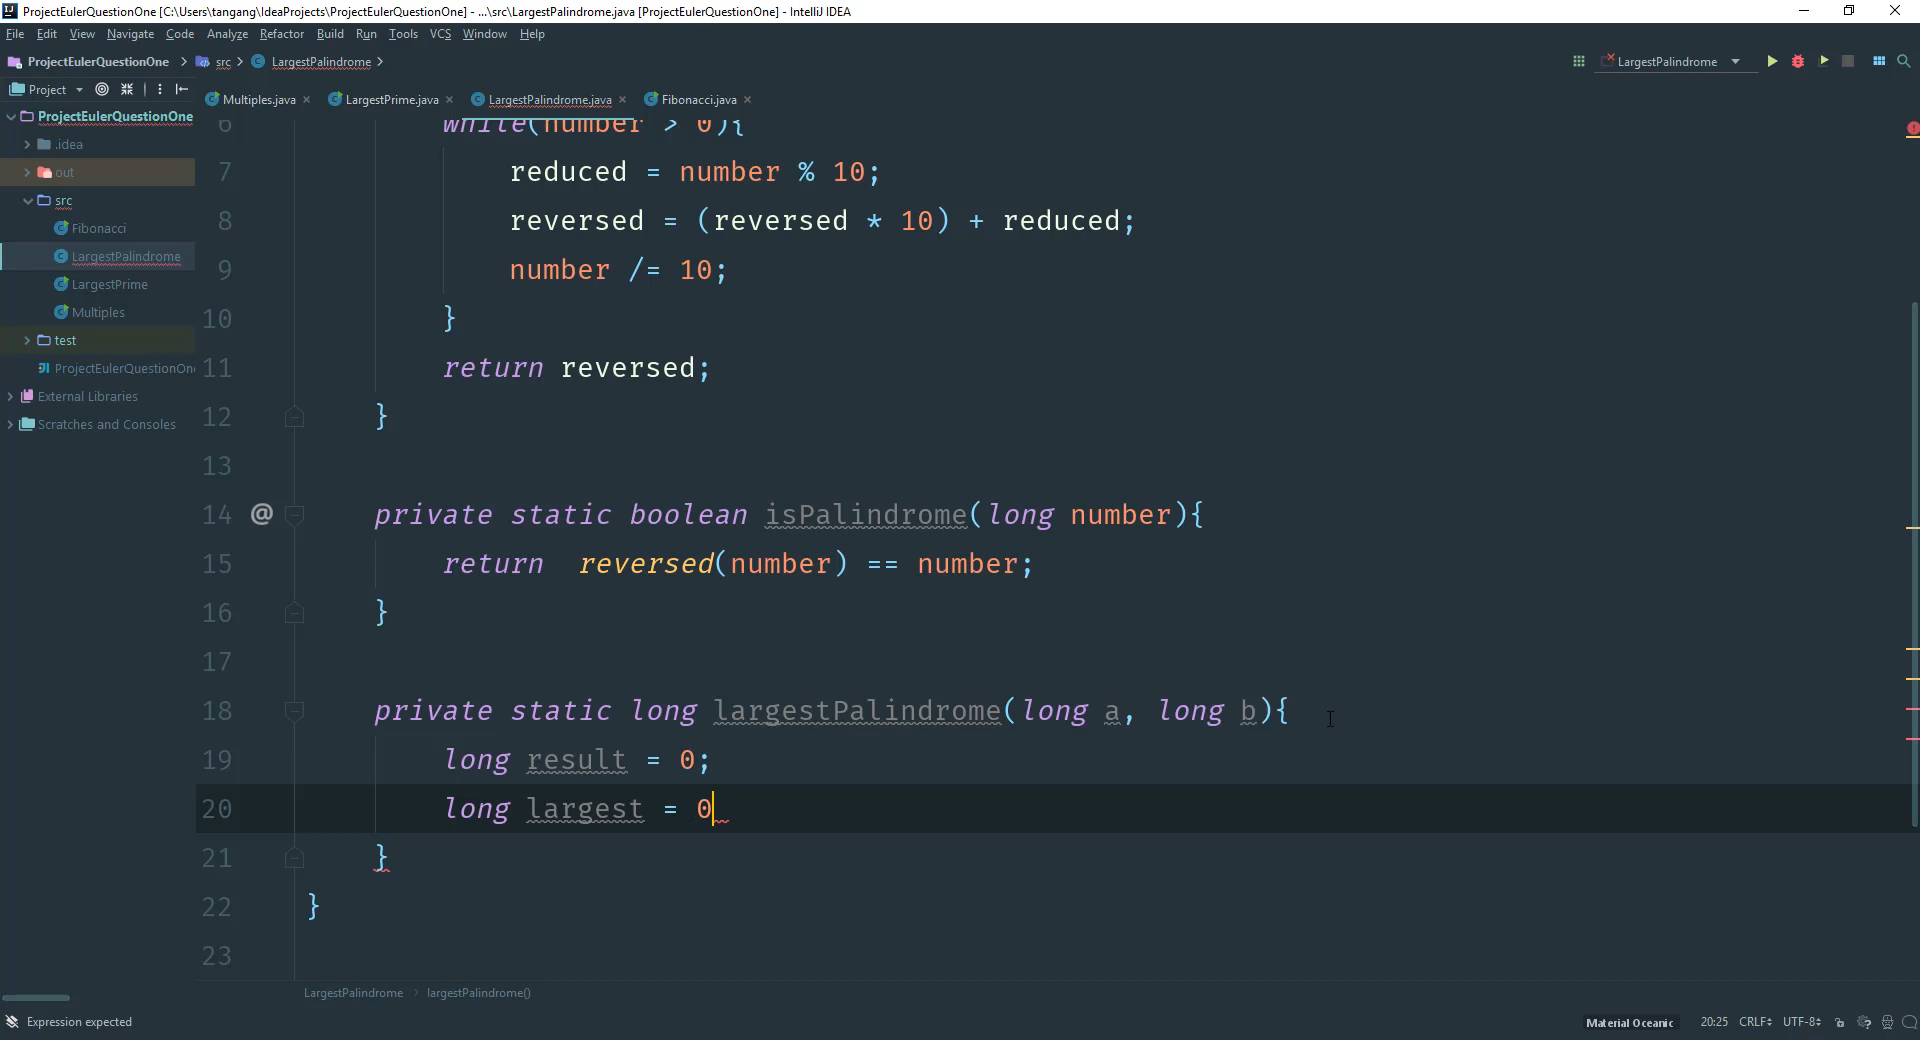 ProjectEulerQuestionOne [C:\Users\tangang\IdeaProjects\ProjectEulerQuestionOne] - ...\src\LargestPalindrome.java [ProjectEulerQuestionOne] - IntelliJ IDEA
File Edit View Navigate Code Analyze Refactor Build Run Tools VCS Window Help
ProjectEulerQuestionOne src LargestPalindrome LargestPalindrome
Project
Multiples.java LargestPrime.java LargestPalindrome.java Fibonacci.java
ProjectEulerQuestionOne
.idea
out
src
Fibonacci
LargestPalindrome
LargestPrime
Multiples
test
ProjectEulerQuestionOn
External Libraries
Scratches and Consoles
6 while(number > 0){
7 reduced = number % 10;
8 reversed = (reversed * 10) + reduced;
9 number /= 10;
10 }
11 return reversed;
12 }
13
14 @ private static boolean isPalindrome(long number){
15 return reversed(number) == number;
16 }
17
18 private static long largestPalindrome(long a, long b){
19 long result = 0;
20 long largest = 0
21 }
22 }
23
LargestPalindrome largestPalindrome()
Expression expected Material Oceanic 20:25 CRLF UTF-8